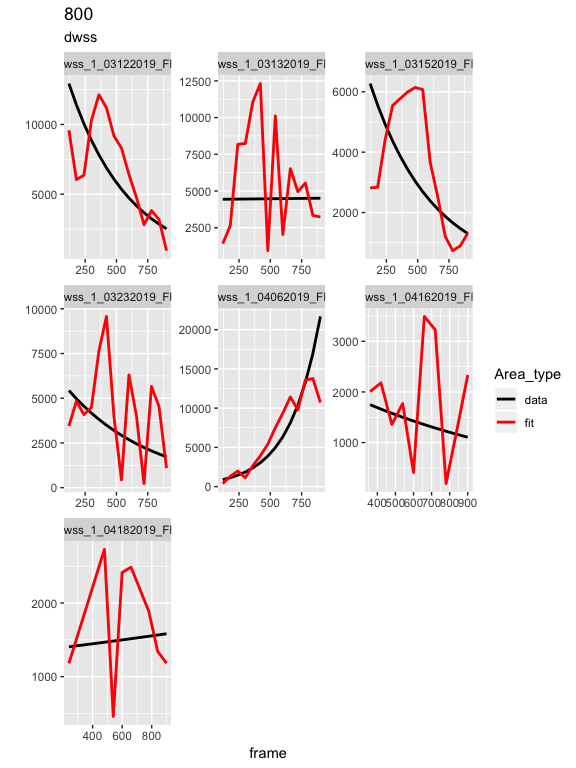 800
dwss
wss_1_03122019_Fl
wss_1_03132019_Fl
wss_1_03152019_Fl
10000
5000
250 500 750
12500
10000
7500
5000
2500
250 500 750
6000
4000
2000
250 500 750
wss_1_03232019_Fl
wss_1_04062019_Fl
wss_1_04162019_Fl
10000
7500
5000
2500
0
250 500 750
20000
15000
10000
5000
0
250 500 750
3000
2000
1000
400500600700800900
Area_type
data
fit
wss_1_04182019_Fl
2000
1000
400 600 800
frame